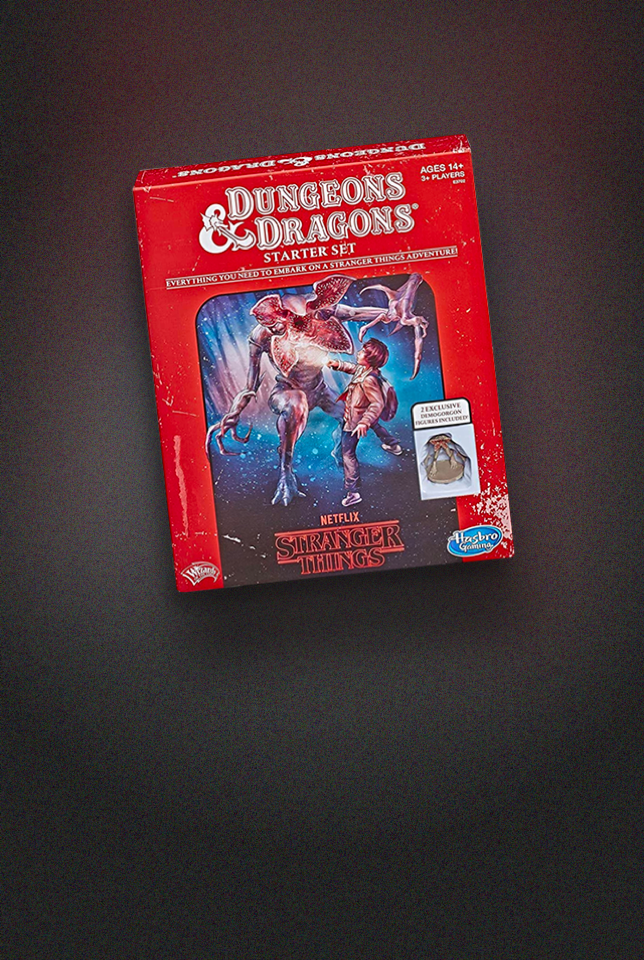 DUNGEONS & DRAGONS
AGES 14+
3+ PLAYERS
DUNGEONS
& DRAGONS®
STARTER SET
EVERYTHING YOU NEED TO EMBARK ON A STRANGER THINGS ADVENTURE!
2 EXCLUSIVE
DEMOGORGON
FIGURES INCLUDED!
NETFLIX
STRANGER
THINGS
Wizards
Hasbro
Gaming